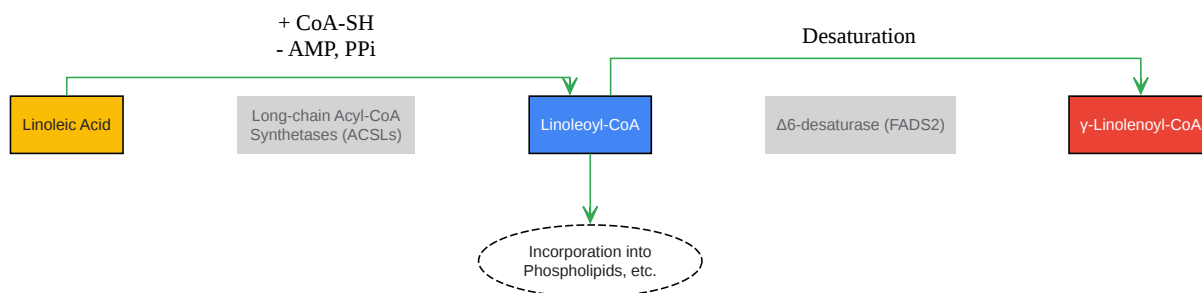 + CoA-SH
- AMP, PPi
Desaturation
Linoleic Acid
Long-chain Acyl-CoA
Synthetases (ACSLs)
Linoleoyl-CoA
Δ6-desaturase (FADS2)
γ-Linolenoyl-CoA
Incorporation into
Phospholipids, etc.